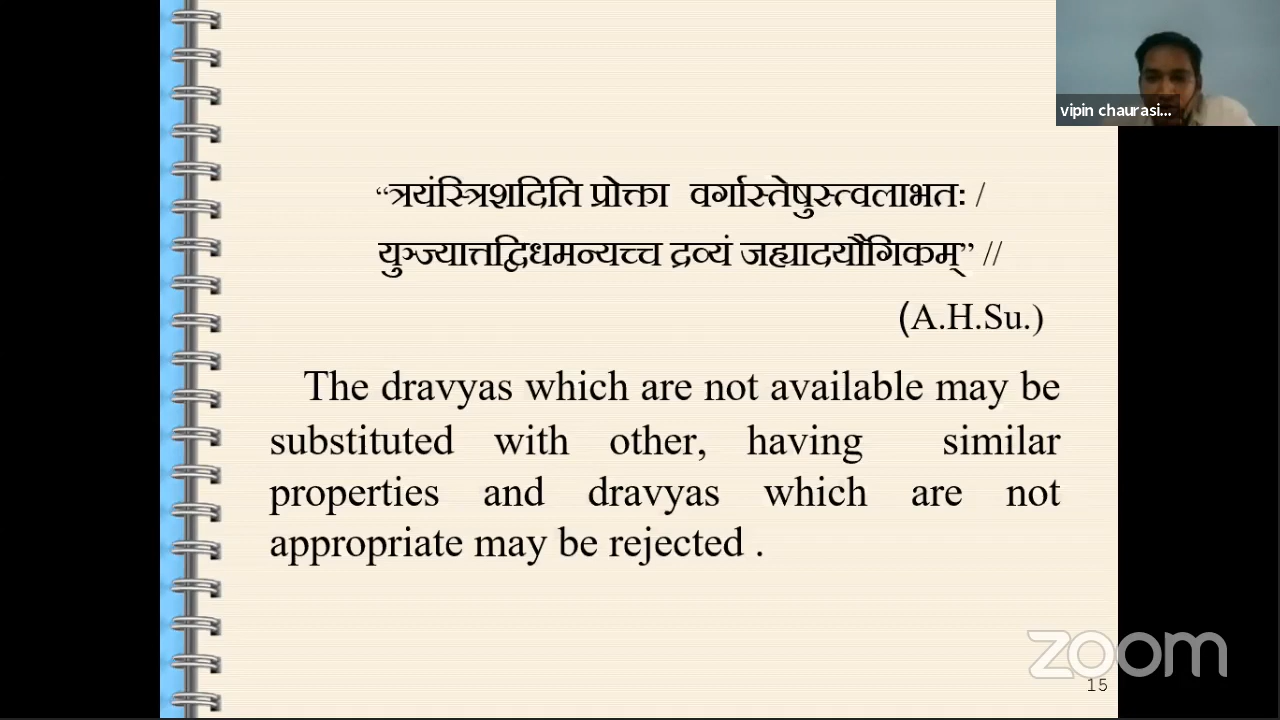 vipin chaurasi...
“त्रयंस्त्रिशदिति प्रोक्ता वर्गास्तेषुस्त्वलाभतः /
युञ्ज्यात्तद्विधमन्यच्च द्रव्यं जह्यादयौगिकम्” //
(A.H.Su.)
The dravyas which are not available may be
substituted with other, having similar
properties and dravyas which are not
appropriate may be rejected .
zoom
15